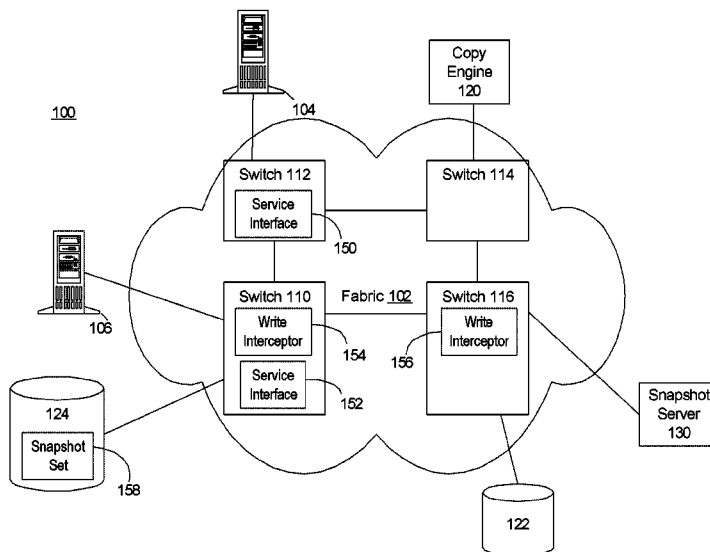 Copy
Engine
120
104
100
Switch 112
Service
Interface
150
Switch 114
106
Switch 110
Write
Interceptor
154
Service
Interface
152
Fabric 102
Switch 116
Write
Interceptor
156
124
Snapshot
Set
158
Snapshot
Server
130
122